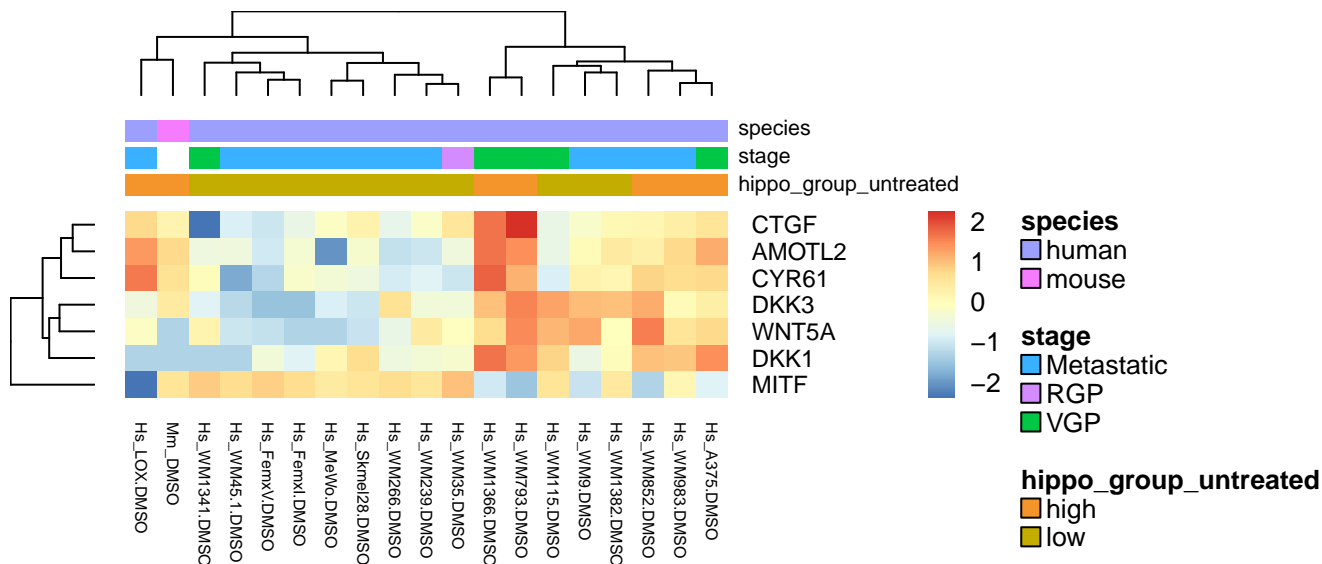 species
stage
hippo_group_untreated
CTGF
AMOTL2
CYR61
DKK3
WNT5A
DKK1
MITF
2
1
0
−1
−2
species
human
mouse
stage
Metastatic
RGP
VGP
hippo_group_untreated
high
low
Hs_LOX.DMSO
Mm_DMSO
Hs_WM1341.DMSO
Hs_WM45.1.DMSO
Hs_FemxV.DMSO
Hs_FemxI.DMSO
Hs_MeWo.DMSO
Hs_Skmel28.DMSO
Hs_WM266.DMSO
Hs_WM239.DMSO
Hs_WM35.DMSO
Hs_WM1366.DMSO
Hs_WM793.DMSO
Hs_WM115.DMSO
Hs_WM9.DMSO
Hs_WM1382.DMSO
Hs_WM852.DMSO
Hs_WM983.DMSO
Hs_A375.DMSO